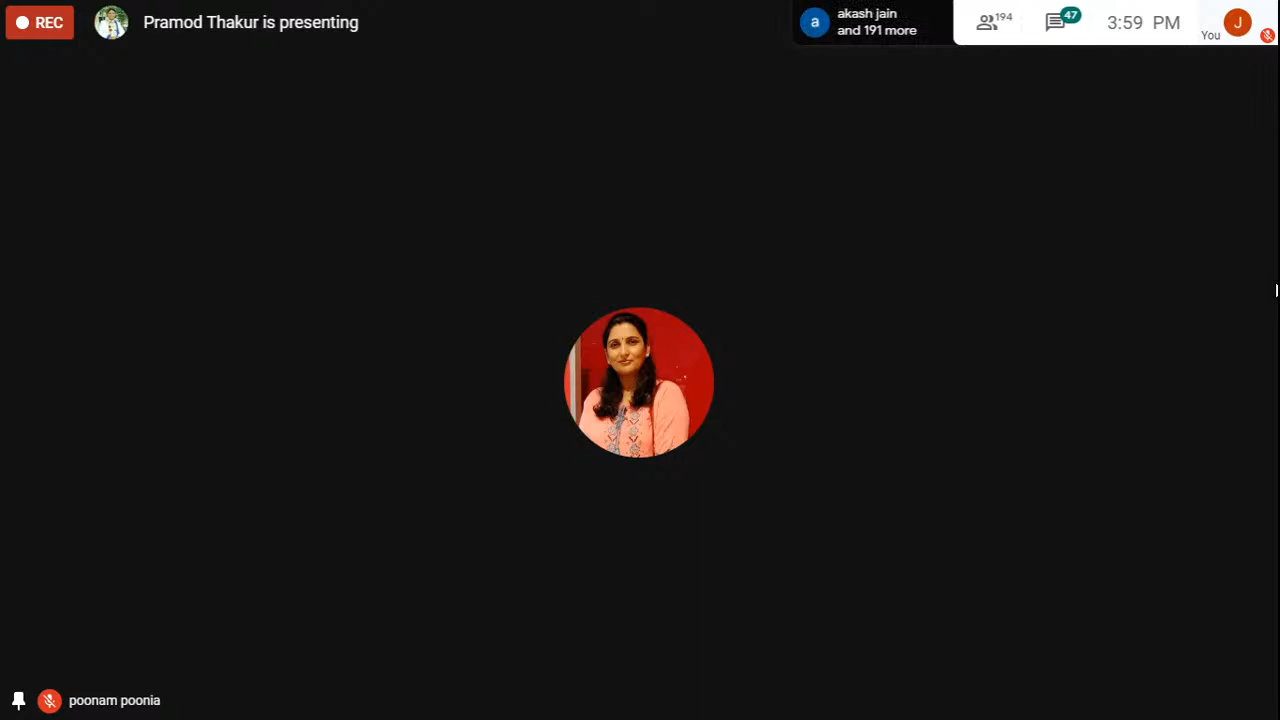 REC
Pramod Thakur is presenting
a
akash jain
and 191 more
194
47
3:59 PM
You
J
poonam poonia